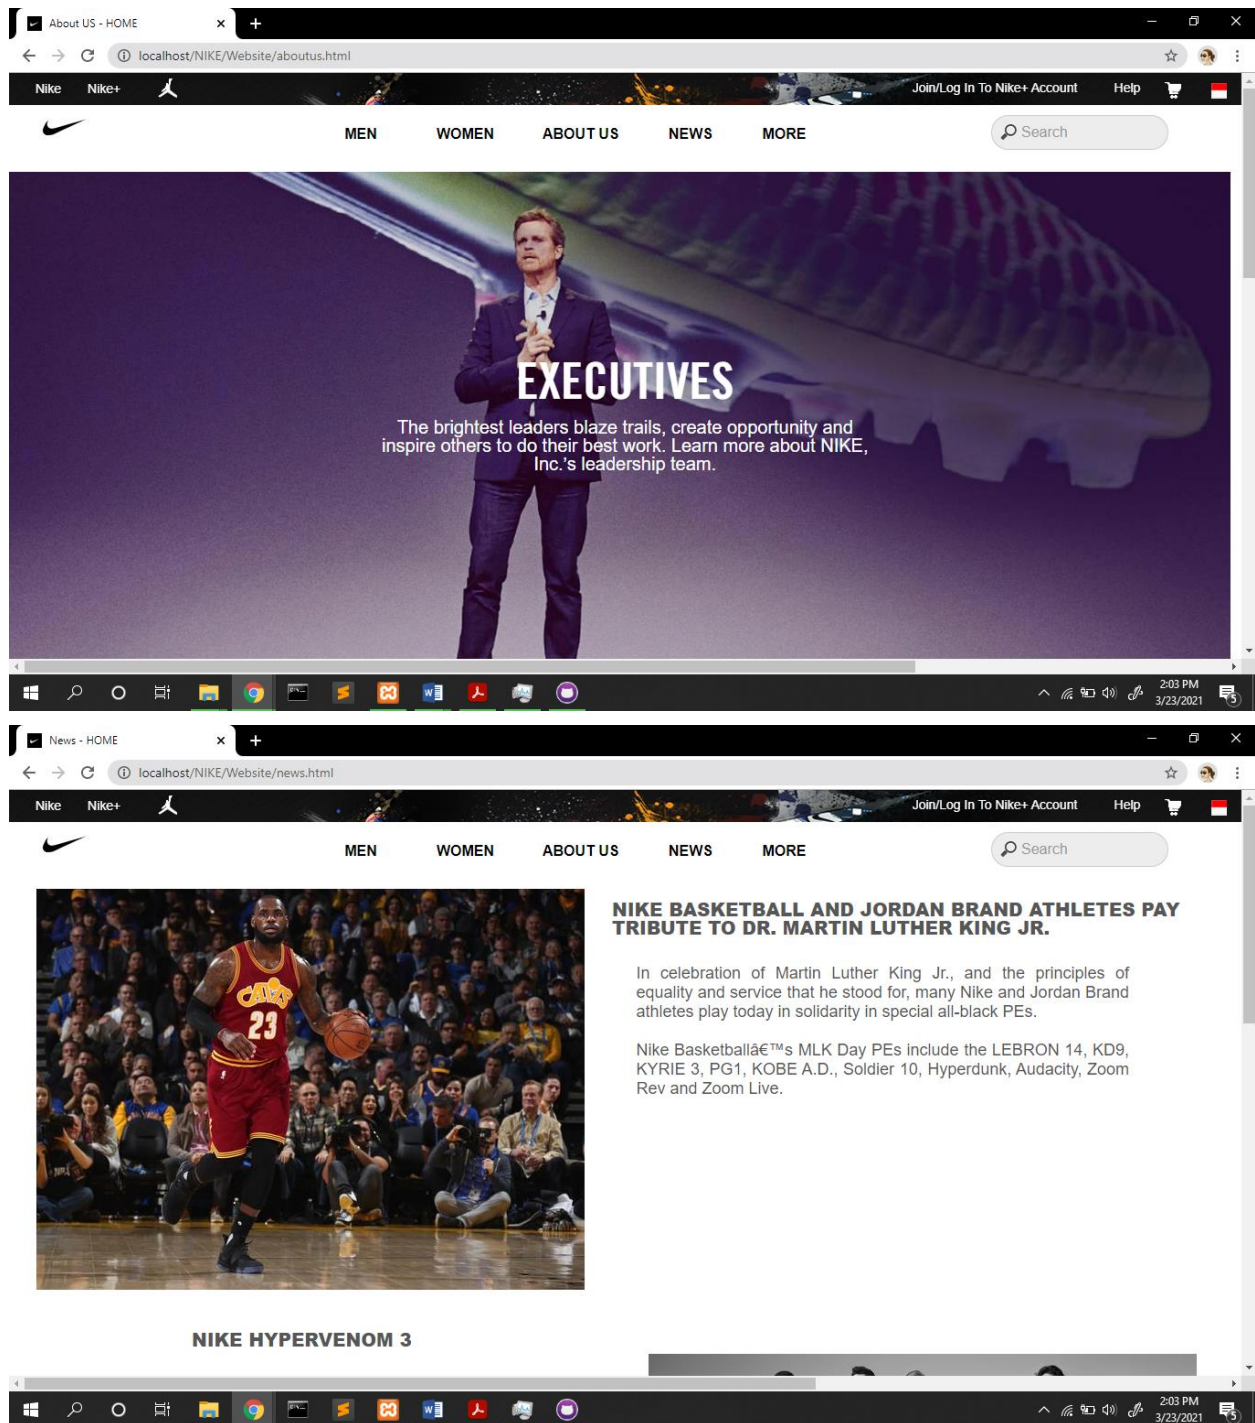 About US - HOME
localhost/NIKE/Website/aboutus.html
Nike Nike+ Join/Log In To Nike+ Account Help
MEN WOMEN ABOUT US NEWS MORE Search
EXECUTIVES
The brightest leaders blaze trails, create opportunity and
inspire others to do their best work. Learn more about NIKE,
Inc.'s leadership team.
2:03 PM
3/23/2021
5
News - HOME
localhost/NIKE/Website/news.html
Nike Nike+ Join/Log In To Nike+ Account Help
MEN WOMEN ABOUT US NEWS MORE Search
CAVS
23
NIKE BASKETBALL AND JORDAN BRAND ATHLETES PAY
TRIBUTE TO DR. MARTIN LUTHER KING JR.
In celebration of Martin Luther King Jr., and the principles of
equality and service that he stood for, many Nike and Jordan Brand
athletes play today in solidarity in special all-black PEs.
Nike Basketballâ€™s MLK Day PEs include the LEBRON 14, KD9,
KYRIE 3, PG1, KOBE A.D., Soldier 10, Hyperdunk, Audacity, Zoom
Rev and Zoom Live.
NIKE HYPERVENOM 3
2:03 PM
3/23/2021
5